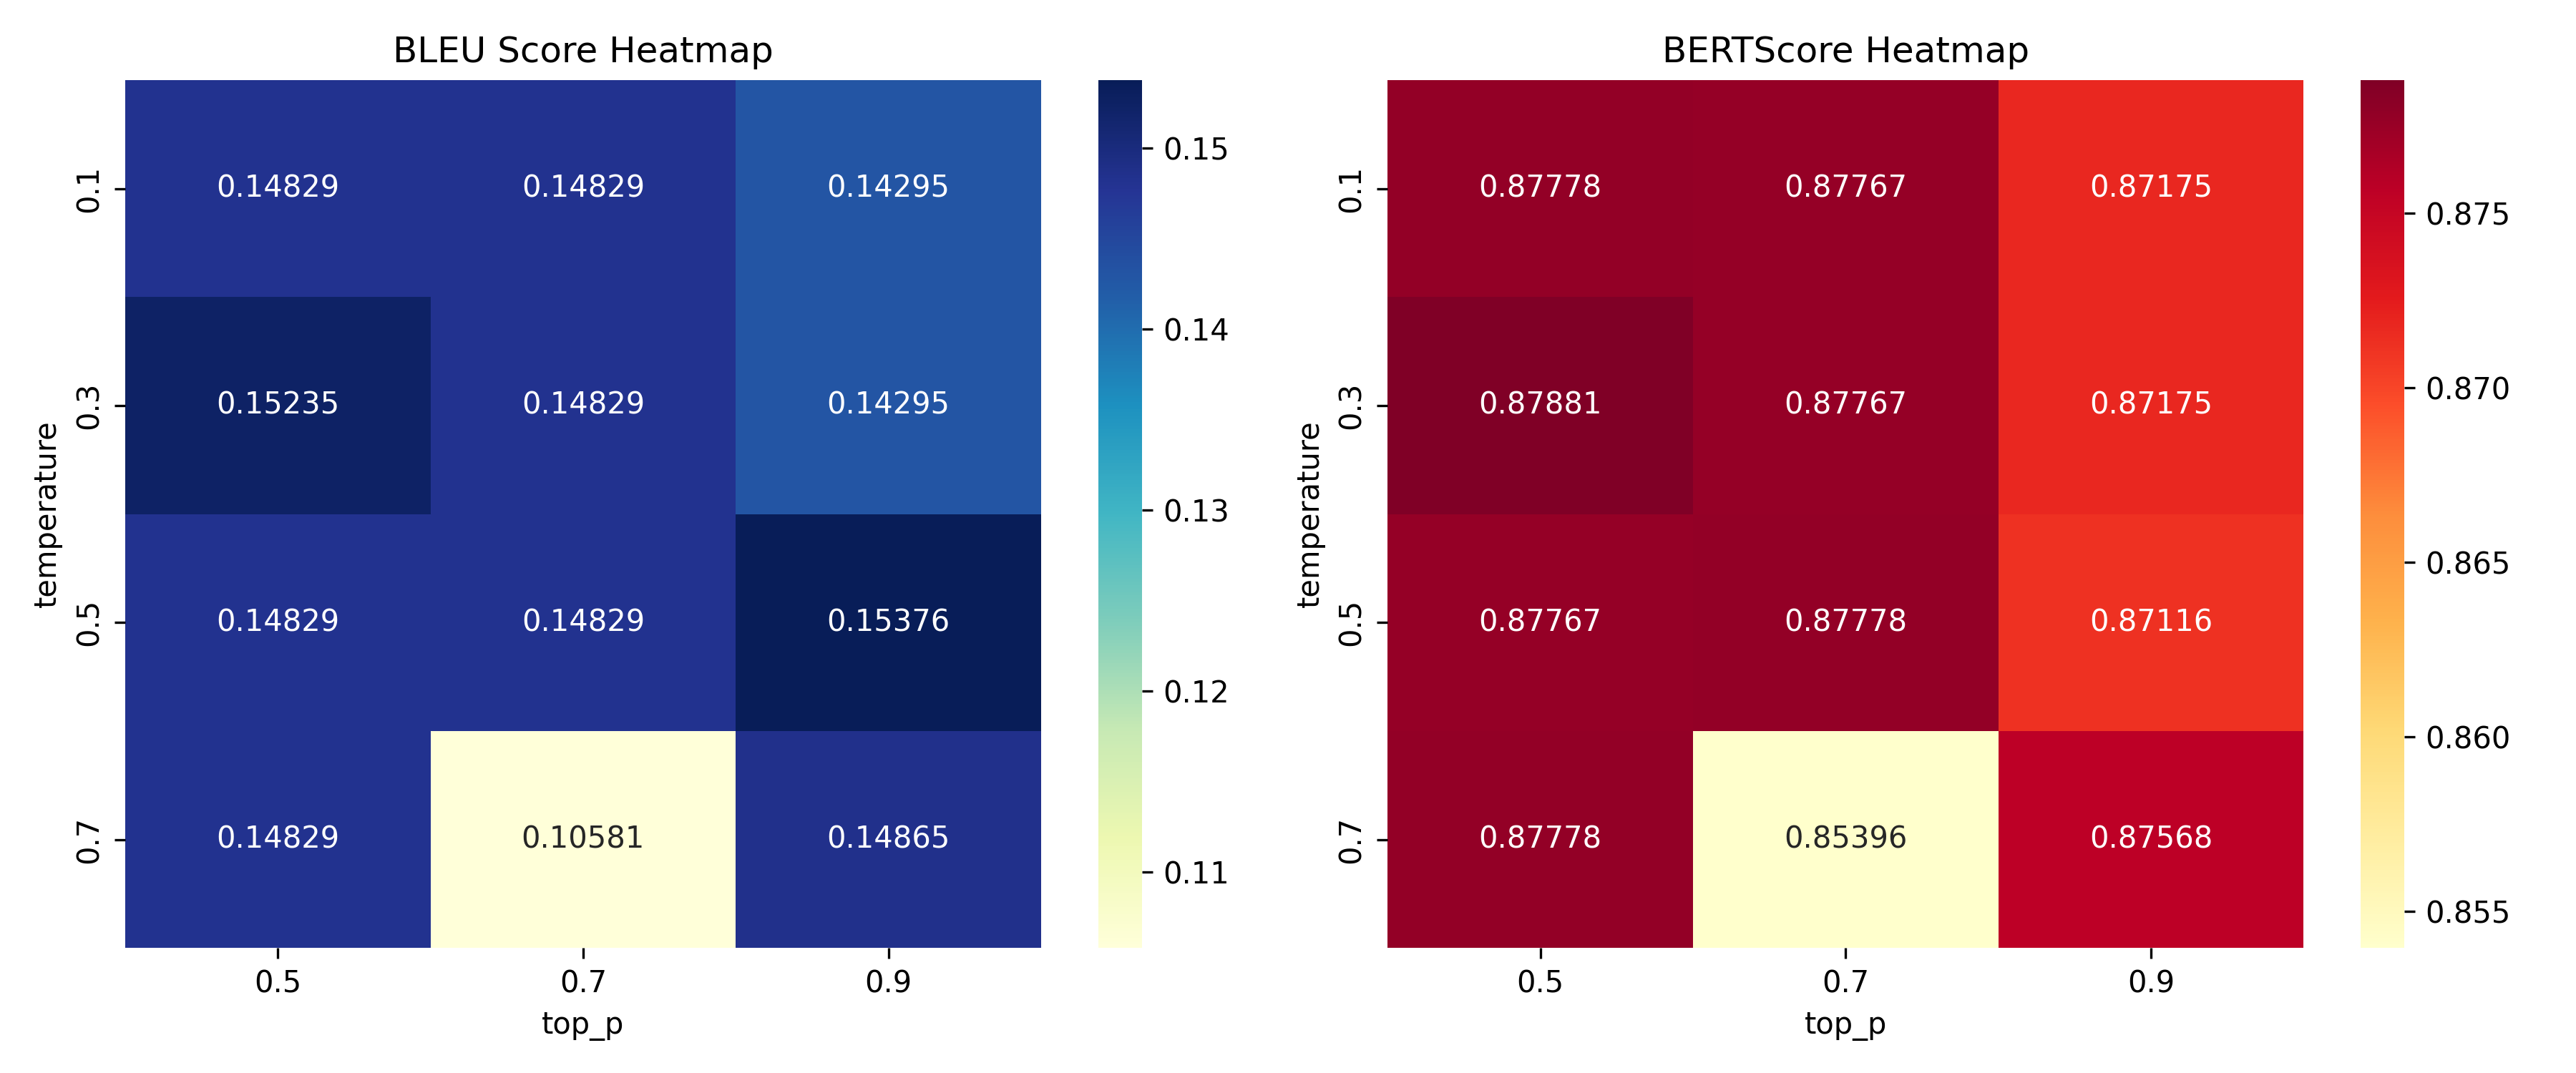 BLEU Score Heatmap
temperature
0.1
0.3
0.5
0.7
0.14829 0.14829 0.14295
0.15235 0.14829 0.14295
0.14829 0.14829 0.15376
0.14829 0.10581 0.14865
0.5 0.7 0.9
top_p
0.15
0.14
0.13
0.12
0.11
BERTScore Heatmap
temperature
0.1
0.3
0.5
0.7
0.87778 0.87767 0.87175
0.87881 0.87767 0.87175
0.87767 0.87778 0.87116
0.87778 0.85396 0.87568
0.5 0.7 0.9
top_p
0.875
0.870
0.865
0.860
0.855